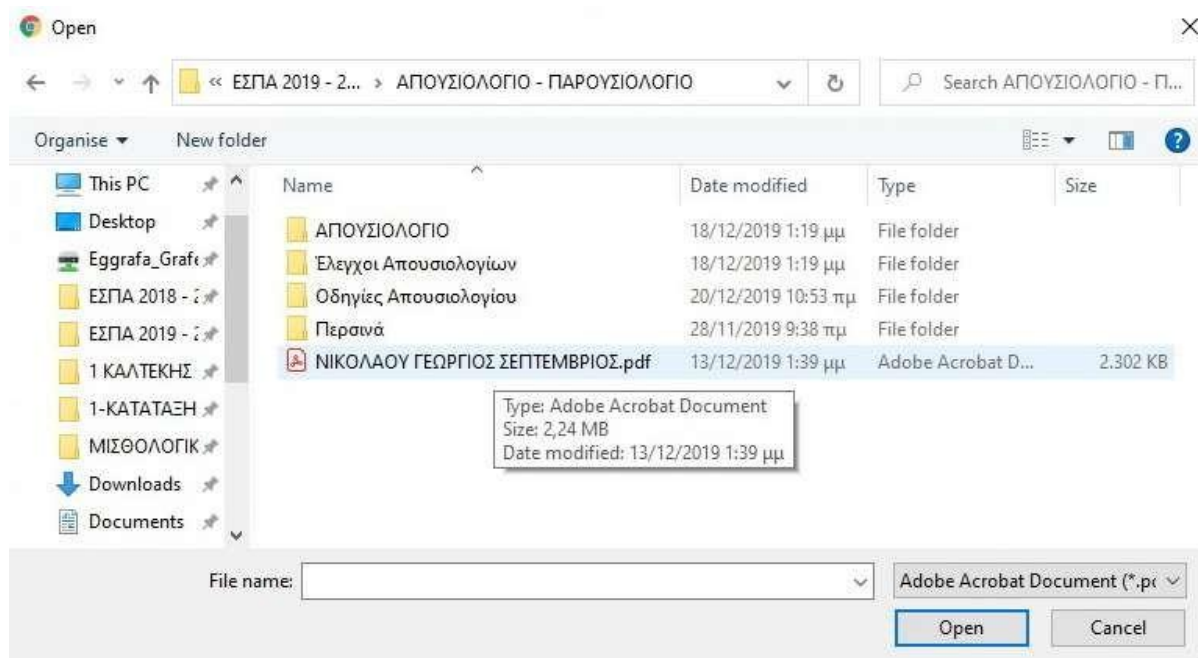 Open
« ΕΣΠΑ 2019 - 2... › ΑΠΟΥΣΙΟΛΟΓΙΟ - ΠΑΡΟΥΣΙΟΛΟΓΙΟ Search ΑΠΟΥΣΙΟΛΟΓΙΟ - Π...
Organise New folder
This PC
Desktop
Eggrafa_Grafe
ΕΣΠΑ 2018 - 2
ΕΣΠΑ 2019 - 2
1 ΚΑΛΤΕΚΗΣ
1-ΚΑΤΑΤΑΞΗ
ΜΙΣΘΟΛΟΓΙΚ
Downloads
Documents
Name Date modified Type Size
ΑΠΟΥΣΙΟΛΟΓΙΟ 18/12/2019 1:19 μμ File folder
Έλεγχοι Απουσιολογίων 18/12/2019 1:19 μμ File folder
Οδηγίες Απουσιολογίου 20/12/2019 10:53 πμ File folder
Περσινά 28/11/2019 9:38 πμ File folder
ΝΙΚΟΛΑΟΥ ΓΕΩΡΓΙΟΣ ΣΕΠΤΕΜΒΡΙΟΣ.pdf 13/12/2019 1:39 μμ Adobe Acrobat D... 2.302 KB
Type: Adobe Acrobat Document
Size: 2,24 MB
Date modified: 13/12/2019 1:39 μμ
File name: Adobe Acrobat Document (*.pc
Open Cancel